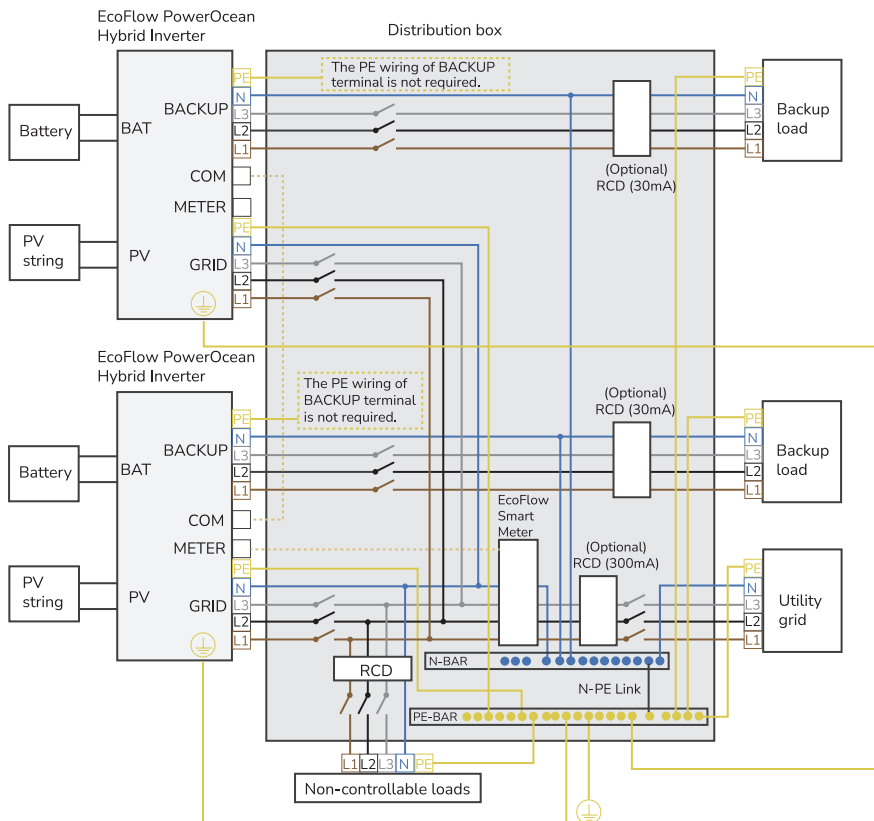 EcoFlow PowerOcean
Hybrid Inverter
Distribution box
PE
The PE wiring of BACKUP
terminal is not required.
PE
N
N
BACKUP
L3
L3
Backup
load
Battery
BAT
L2
L2
L1
L1
(Optional)
RCD (30mA)
COM
METER
PE
PV
string
PV
N
GRID
L3
L2
L1
EcoFlow PowerOcean
Hybrid Inverter
The PE wiring of
BACKUP terminal
is not required.
(Optional)
RCD (30mA)
PE
PE
N
N
BACKUP
L3
L3
Backup
load
Battery
BAT
L2
L2
L1
L1
EcoFlow
Smart
Meter
COM
METER
(Optional)
RCD (300mA)
PE
PE
PV
string
PV
N
N
GRID
L3
L3
Utility
grid
L2
L2
L1
L1
N-BAR
RCD
N-PE Link
PE-BAR
L1 L2 L3 N PE
Non-controllable loads